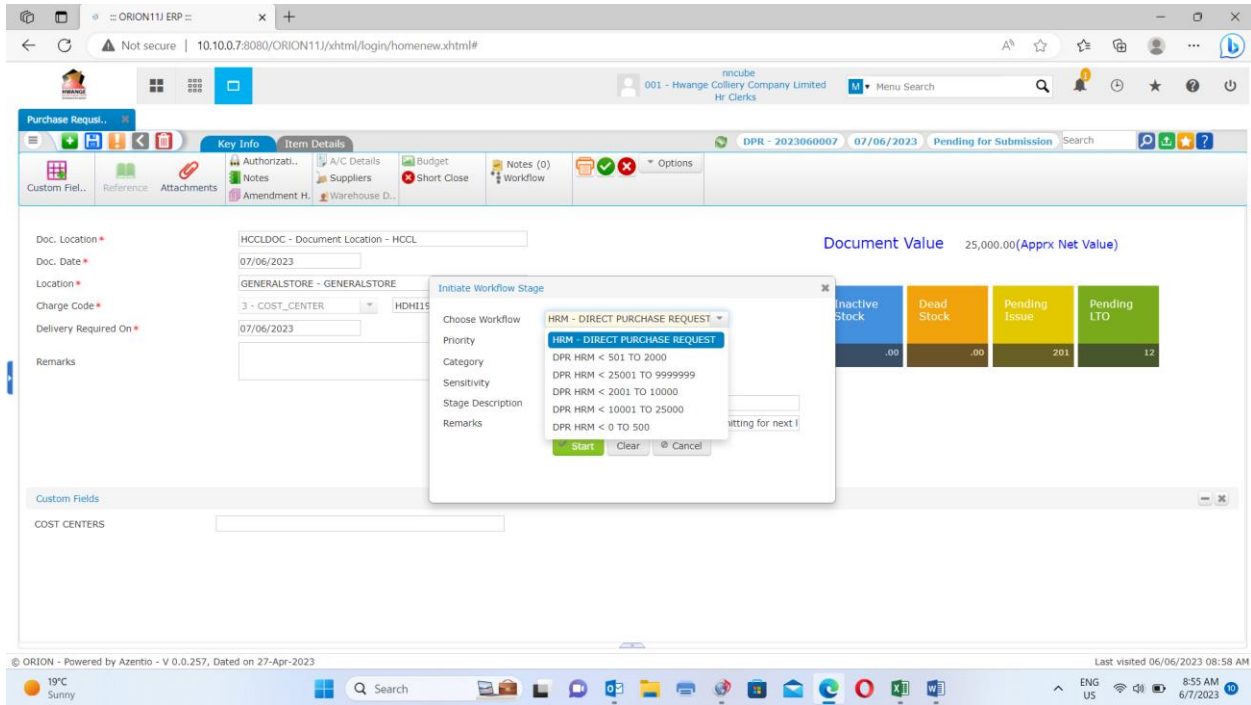 ::: ORION11J ERP :::
Not secure | 10.10.0.7:8080/ORION11J/xhtml/login/homenew.xhtml#
HWANGE
nncube
001 - Hwange Colliery Company Limited
Hr Clerks
M Menu Search
Purchase Requsi..
Key Info Item Details
DPR - 2023060007 07/06/2023 Pending for Submission Search
Custom Fiel.. Reference Attachments
Authorizati.. A/C Details Budget
Notes Suppliers Short Close
Amendment H. Warehouse D..
Notes (0)
Workflow
Options
Doc. Location * HCCLDOC - Document Location - HCCL
Document Value 25,000.00(Apprx Net Value)
Doc. Date * 07/06/2023
Location * GENERALSTORE - GENERALSTORE
Charge Code * 3 - COST_CENTER HDHI19
Delivery Required On * 07/06/2023
Remarks
Inactive Stock
.00
Dead Stock
.00
Pending Issue
201
Pending LTO
12
Initiate Workflow Stage
Choose Workflow HRM - DIRECT PURCHASE REQUEST
Priority
Category
Sensitivity
Stage Description
Remarks
HRM - DIRECT PURCHASE REQUEST
DPR HRM < 501 TO 2000
DPR HRM < 25001 TO 9999999
DPR HRM < 2001 TO 10000
DPR HRM < 10001 TO 25000
DPR HRM < 0 TO 500
itting for next l
Start Clear Cancel
Custom Fields
COST CENTERS
© ORION - Powered by Azentio - V 0.0.257, Dated on 27-Apr-2023
Last visited 06/06/2023 08:58 AM
19°C
Sunny
Search
ENG
US
8:55 AM
6/7/2023
10